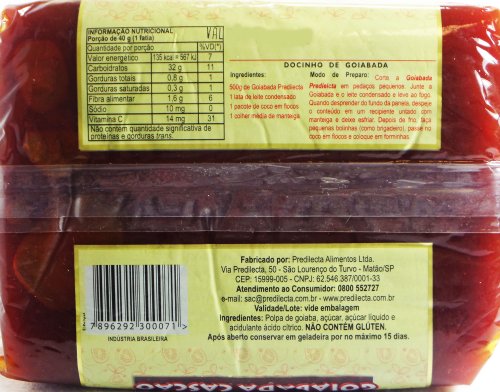 INFORMAÇÃO NUTRICIONAL
Porção de 40 g (1 fatia)
VAL
Quantidade por porção %VD(*)
Valor energético 135 kcal = 567 kJ 7
Carboidratos 32 g 11
Gorduras totais 0,8 g 1
Gorduras saturadas 0,3 g 1
Fibra alimentar 1,6 g 6
Sódio 10 mg 0
Vitamina C 14 mg 31
Não contém quantidade significativa de
proteínas e gorduras trans.
DOCINHO DE GOIABADA
Ingredientes:
500g de Goiabada Predilecta
1 lata de leite condensado
1 pacote de coco em flocos
1 colher média de manteiga
Modo de Preparo: Corte a Goiabada
Predilecta em pedaços pequenos. Junte a
Goiabada e o leite condensado e leve ao fogo.
Quando desprender do fundo da panela, despeje
o conteúdo em um recipiente untado com
manteiga e deixe esfriar. Depois de frio, faça
pequenas bolinhas (como brigadeiro), passe no
coco em flocos e coloque em forminhas.
Fabricado por: Predilecta Alimentos Ltda.
Via Predilecta, 50 - São Lourenço do Turvo - Matão/SP
CEP: 15999-005 - CNPJ: 62.546.387/0001-33
Atendimento ao Consumidor: 0800 552727
e-mail: sac@predilecta.com.br - www.predilecta.com.br
Validade/Lote: vide embalagem
Ingredientes: Polpa de goiaba, açúcar, açúcar líquido e
acidulante ácido cítrico. NÃO CONTÉM GLÚTEN.
Após aberto conservar em geladeira por no máximo 15 dias.
7 896292 300071 >
INDÚSTRIA BRASILEIRA
GOIABADA CASCÃO